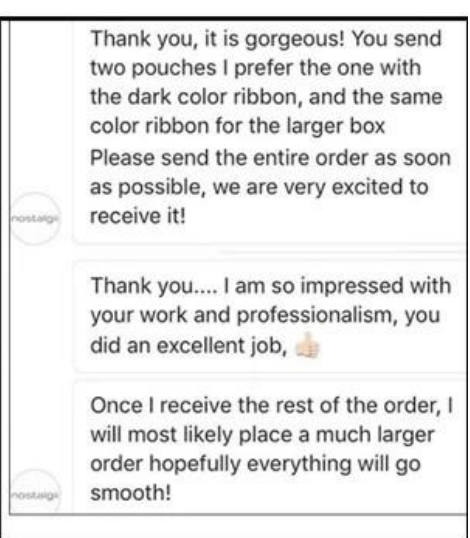 Thank you, it is gorgeous! You send
two pouches I prefer the one with
the dark color ribbon, and the same
color ribbon for the larger box
Please send the entire order as soon
as possible, we are very excited to
nostalgii
receive it!
Thank you.... I am so impressed with
your work and professionalism, you
did an excellent job, 👍🏻
Once I receive the rest of the order, I
will most likely place a much larger
order hopefully everything will go
nostalgii
smooth!